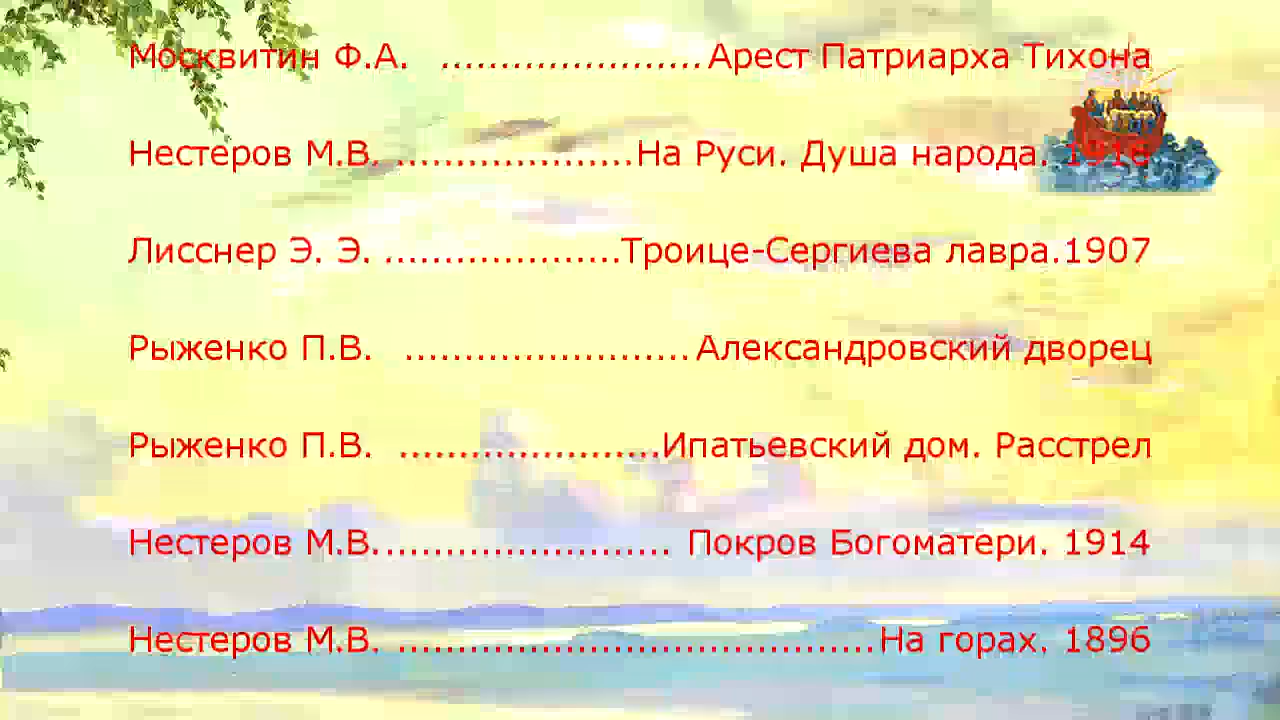 Москвитин Ф.А. ......................Арест Патриарха Тихона
Нестеров М.В. ....................На Руси. Душа народа. 1916
Лисснер Э. Э. ....................Троице-Сергиева лавра.1907
Рыженко П.В. ........................Александровский дворец
Рыженко П.В. ......................Ипатьевский дом. Расстрел
Нестеров М.В......................... Покров Богоматери. 1914
Нестеров М.В. ........................................На горах. 1896